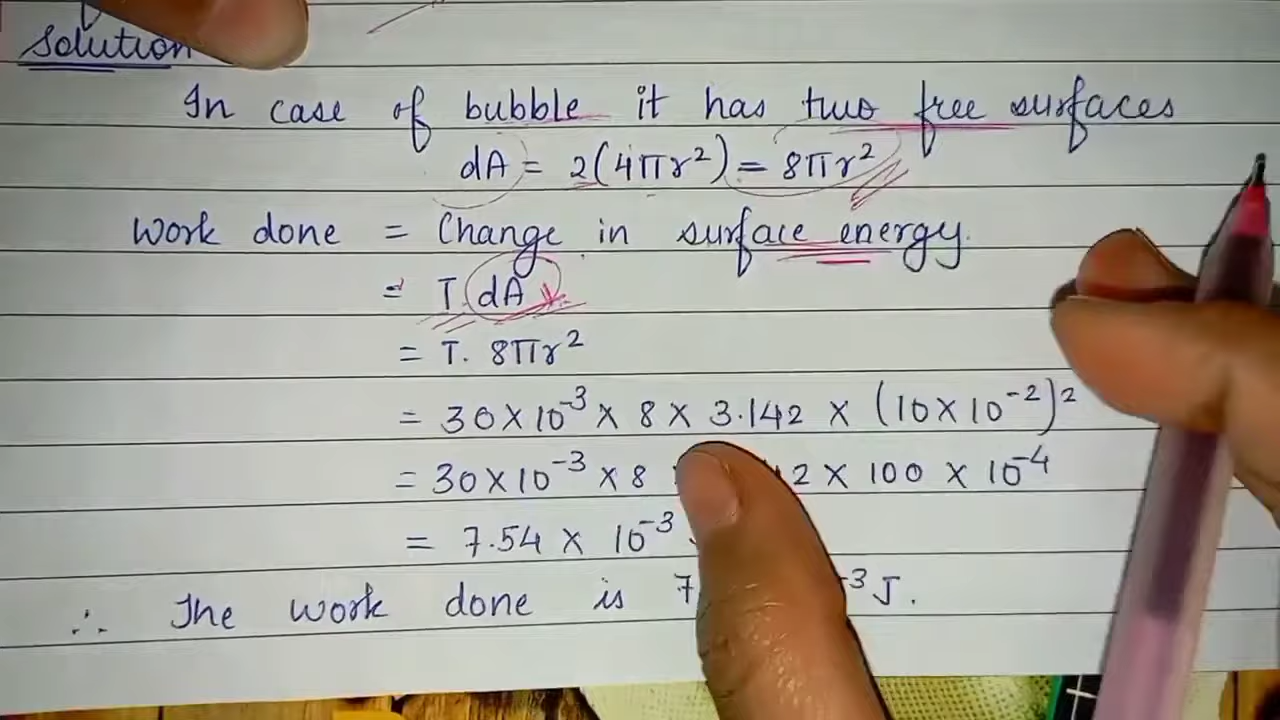 Solution
In case of bubble it has two free surfaces
dA = 2(4πr²) = 8πr²
Work done = Change in surface energy.
= T.dA
= T. 8πr²
= 30×10⁻³ × 8 × 3.142 × (10×10⁻²)²
= 30×10⁻³ × 8 2 × 100 × 10⁻⁴
= 7.54 × 10⁻³
∴ The work done is 7 ⁻³J.